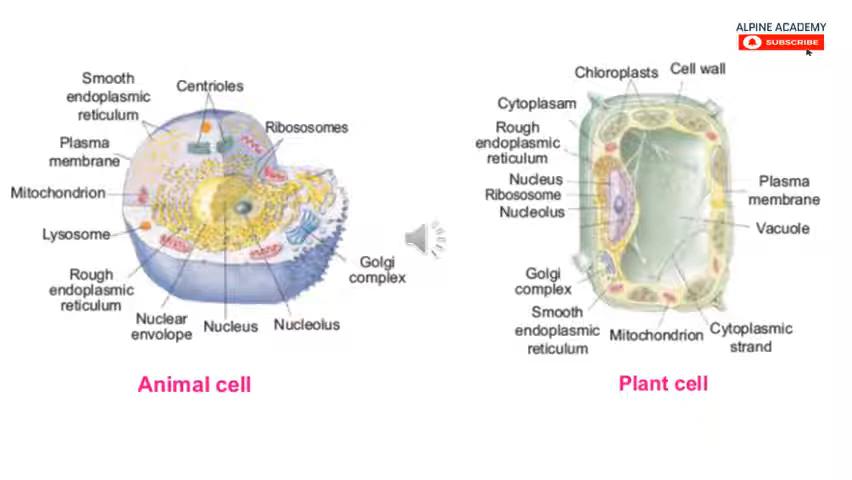 ALPINE ACADEMY
SUBSCRIBE
Smooth
endoplasmic
reticulum
Centrioles
Ribososomes
Plasma
membrane
Mitochondrion
Lysosome
Rough
endoplasmic
reticulum
Nuclear
envolope
Nucleus
Nucleolus
Golgi
complex
Animal cell
Chloroplasts
Cell wall
Cytoplasam
Rough
endoplasmic
reticulum
Nucleus
Ribososome
Nucleolus
Plasma
membrane
Vacuole
Golgi
complex
Smooth
endoplasmic
reticulum
Mitochondrion
Cytoplasmic
strand
Plant cell